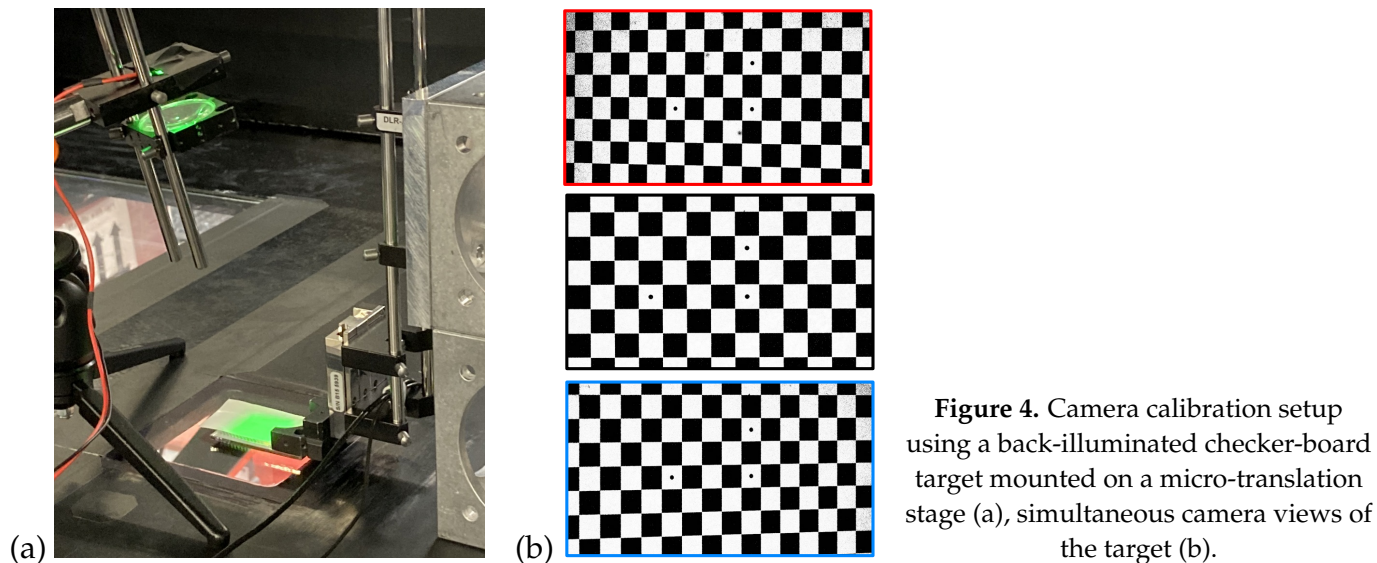 DLR-
(a)
(b)
Figure 4. Camera calibration setup
using a back-illuminated checker-board
target mounted on a micro-translation
stage (a), simultaneous camera views of
the target (b).